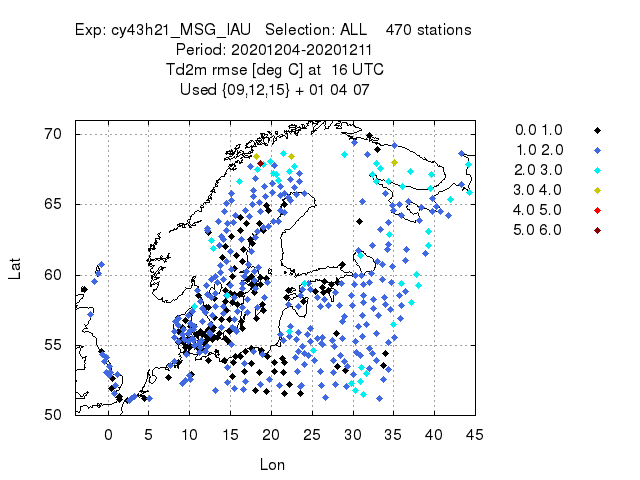 Exp: cy43h21_MSG_IAU Selection: ALL 470 stations
Period: 20201204-20201211
Td2m rmse [deg C] at 16 UTC
Used {09,12,15} + 01 04 07
70
65
60
55
50
Lat
0 5 10 15 20 25 30 35 40 45
Lon
0.0 1.0
1.0 2.0
2.0 3.0
3.0 4.0
4.0 5.0
5.0 6.0